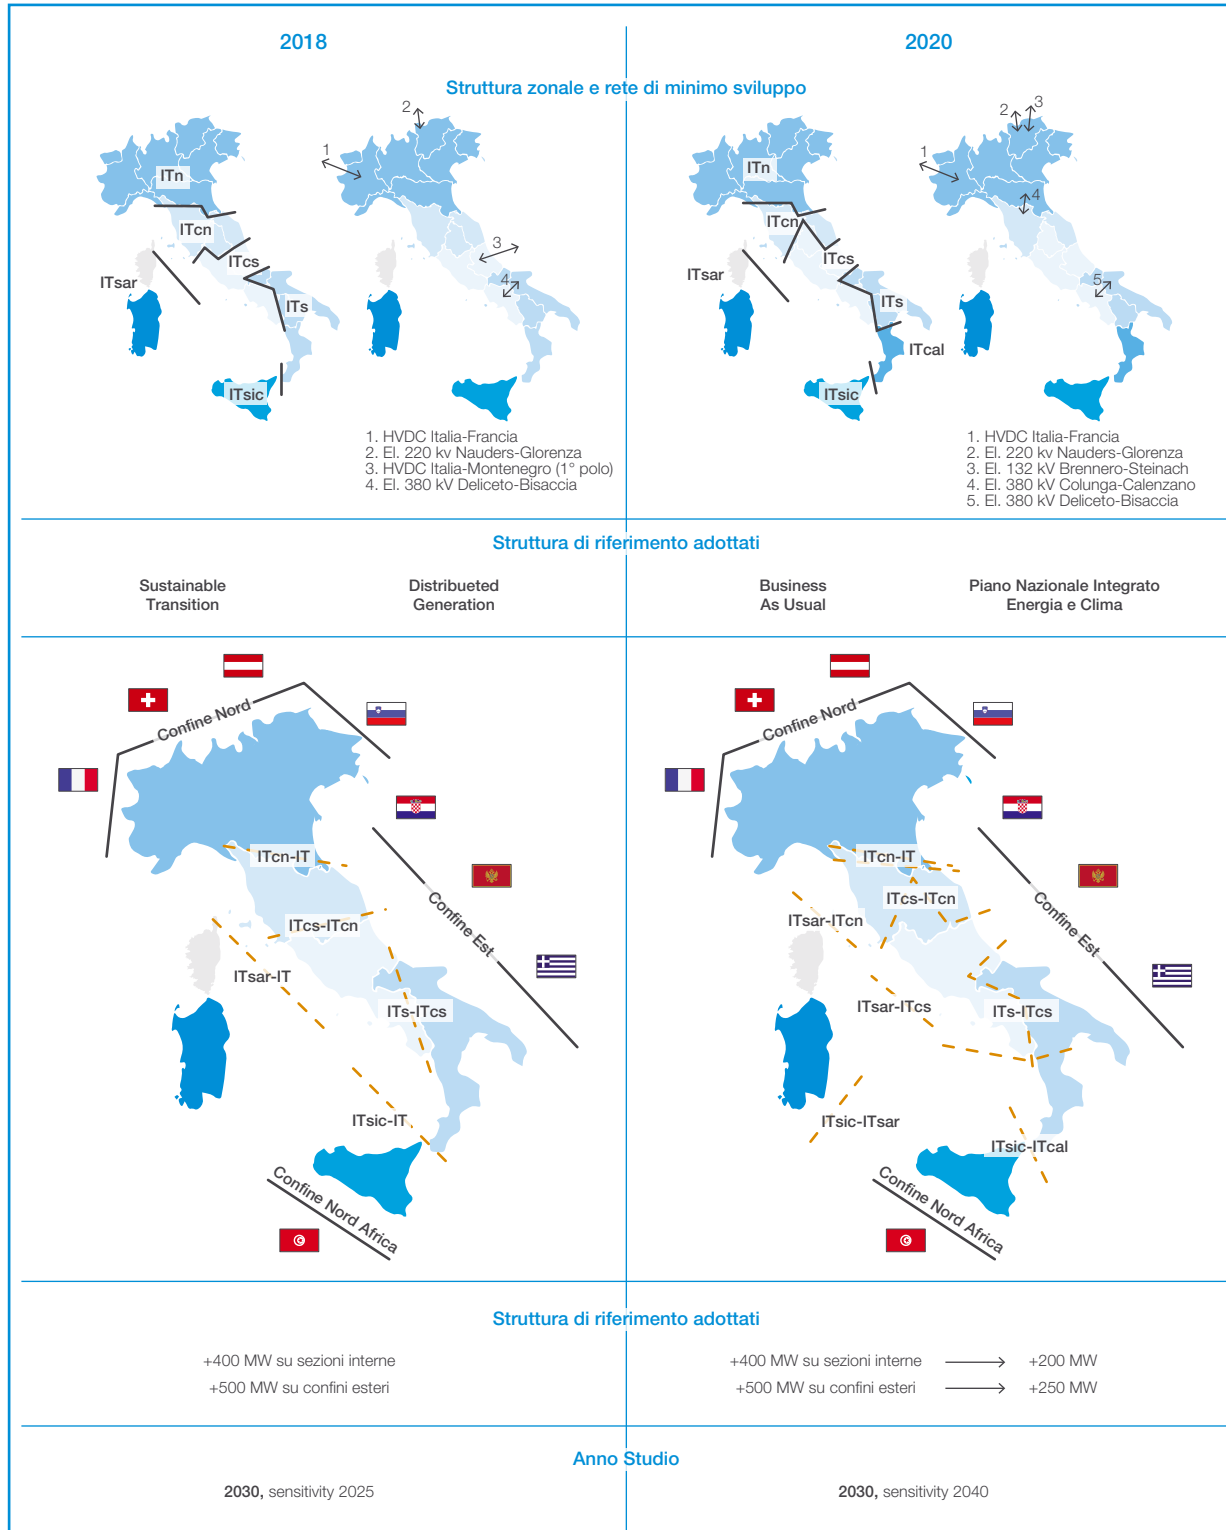 2018
2020
Struttura zonale e rete di minimo sviluppo
ITn
ITcn
ITcs
ITsar
ITs
ITsic
1
2
3
4
1. HVDC Italia-Francia
2. El. 220 kv Nauders-Glorenza
3. HVDC Italia-Montenegro (1° polo)
4. El. 380 kV Deliceto-Bisaccia
ITn
ITcn
ITcs
ITsar
ITs
ITcal
ITsic
1
2
3
4
5
1. HVDC Italia-Francia
2. El. 220 kV Nauders-Glorenza
3. El. 132 kV Brennero-Steinach
4. El. 380 kV Colunga-Calenzano
5. El. 380 kV Deliceto-Bisaccia
Struttura di riferimento adottati
Sustainable
Transition
Distribueted
Generation
Business
As Usual
Piano Nazionale Integrato
Energia e Clima
Confine Nord
ITcn-IT
ITcs-ITcn
Confine Est
ITsar-IT
ITs-ITcs
ITsic-IT
Confine Nord Africa
Confine Nord
ITcn-IT
ITcs-ITcn
ITsar-ITcn
Confine Est
ITsar-ITcs
ITs-ITcs
ITsic-ITsar
ITsic-ITcal
Confine Nord Africa
Struttura di riferimento adottati
+400 MW su sezioni interne
+500 MW su confini esteri
+400 MW su sezioni interne +200 MW
+500 MW su confini esteri +250 MW
Anno Studio
2030, sensitivity 2025
2030, sensitivity 2040